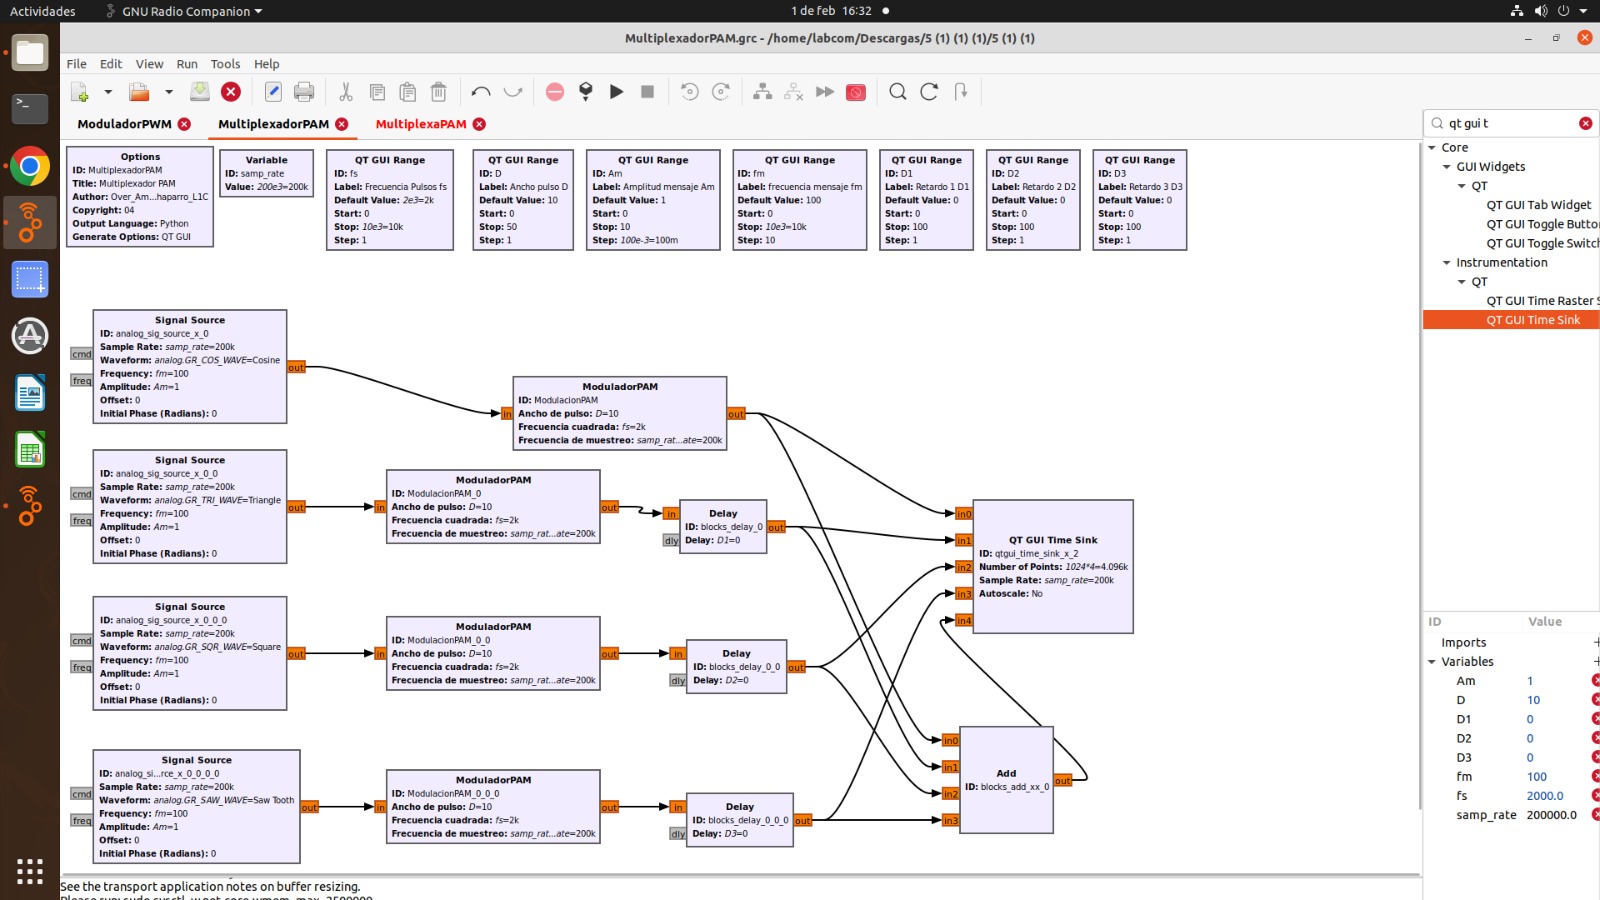 Actividades
GNU Radio Companion
1 de feb 16:32
MultiplexadorPAM.grc - /home/labcom/Descargas/5 (1) (1) (1)/5 (1) (1)
File Edit View Run Tools Help
ModuladorPWM
MultiplexadorPAM
MultiplexaPAM
Options
ID: MultiplexadorPAM
Title: Multiplexador PAM
Author: Over_Am...haparro_L1C
Copyright: 04
Output Language: Python
Generate Options: QT GUI
Variable
ID: samp_rate
Value: 200e3=200k
QT GUI Range
ID: fs
Label: Frecuencia Pulsos fs
Default Value: 2e3=2k
Start: 0
Stop: 10e3=10k
Step: 1
QT GUI Range
ID: D
Label: Ancho pulso D
Default Value: 10
Start: 0
Stop: 50
Step: 1
QT GUI Range
ID: Am
Label: Amplitud mensaje Am
Default Value: 1
Start: 0
Stop: 10
Step: 100e-3=100m
QT GUI Range
ID: fm
Label: frecuencia mensaje fm
Default Value: 100
Start: 0
Stop: 10e3=10k
Step: 10
QT GUI Range
ID: D1
Label: Retardo 1 D1
Default Value: 0
Start: 0
Stop: 100
Step: 1
QT GUI Range
ID: D2
Label: Retardo 2 D2
Default Value: 0
Start: 0
Stop: 100
Step: 1
QT GUI Range
ID: D3
Label: Retardo 3 D3
Default Value: 0
Start: 0
Stop: 100
Step: 1
Signal Source
ID: analog_sig_source_x_0
Sample Rate: samp_rate=200k
Waveform: analog.GR_COS_WAVE=Cosine
Frequency: fm=100
Amplitude: Am=1
Offset: 0
Initial Phase (Radians): 0
cmd
freq
out
in
ModuladorPAM
ID: ModulacionPAM
Ancho de pulso: D=10
Frecuencia cuadrada: fs=2k
Frecuencia de muestreo: samp_rat...ate=200k
out
Signal Source
ID: analog_sig_source_x_0_0
Sample Rate: samp_rate=200k
Waveform: analog.GR_TRI_WAVE=Triangle
Frequency: fm=100
Amplitude: Am=1
Offset: 0
Initial Phase (Radians): 0
cmd
freq
out
in
ModuladorPAM
ID: ModulacionPAM_0
Ancho de pulso: D=10
Frecuencia cuadrada: fs=2k
Frecuencia de muestreo: samp_rat...ate=200k
out
in
dly
Delay
ID: blocks_delay_0
Delay: D1=0
out
in0
in1
in2
in3
in4
QT GUI Time Sink
ID: qtgui_time_sink_x_2
Number of Points: 1024*4=4.096k
Sample Rate: samp_rate=200k
Autoscale: No
Signal Source
ID: analog_sig_source_x_0_0_0
Sample Rate: samp_rate=200k
Waveform: analog.GR_SQR_WAVE=Square
Frequency: fm=100
Amplitude: Am=1
Offset: 0
Initial Phase (Radians): 0
cmd
freq
out
in
ModuladorPAM
ID: ModulacionPAM_0_0
Ancho de pulso: D=10
Frecuencia cuadrada: fs=2k
Frecuencia de muestreo: samp_rat...ate=200k
out
in
dly
Delay
ID: blocks_delay_0_0
Delay: D2=0
out
Signal Source
ID: analog_si...rce_x_0_0_0_0
Sample Rate: samp_rate=200k
Waveform: analog.GR_SAW_WAVE=Saw Tooth
Frequency: fm=100
Amplitude: Am=1
Offset: 0
Initial Phase (Radians): 0
cmd
freq
out
in
ModuladorPAM
ID: ModulacionPAM_0_0_0
Ancho de pulso: D=10
Frecuencia cuadrada: fs=2k
Frecuencia de muestreo: samp_rat...ate=200k
out
in
dly
Delay
ID: blocks_delay_0_0_0
Delay: D3=0
out
in0
in1
in2
in3
Add
ID: blocks_add_xx_0
out
See the transport application notes on buffer resizing.
Please run: sudo sysctl -w net.core.wmem_max=2500000
qt gui t
Core
GUI Widgets
QT
QT GUI Tab Widget
QT GUI Toggle Butto
QT GUI Toggle Switch
Instrumentation
QT
QT GUI Time Raster S
QT GUI Time Sink
ID Value
Imports
Variables
Am 1
D 10
D1 0
D2 0
D3 0
fm 100
fs 2000.0
samp_rate 200000.0